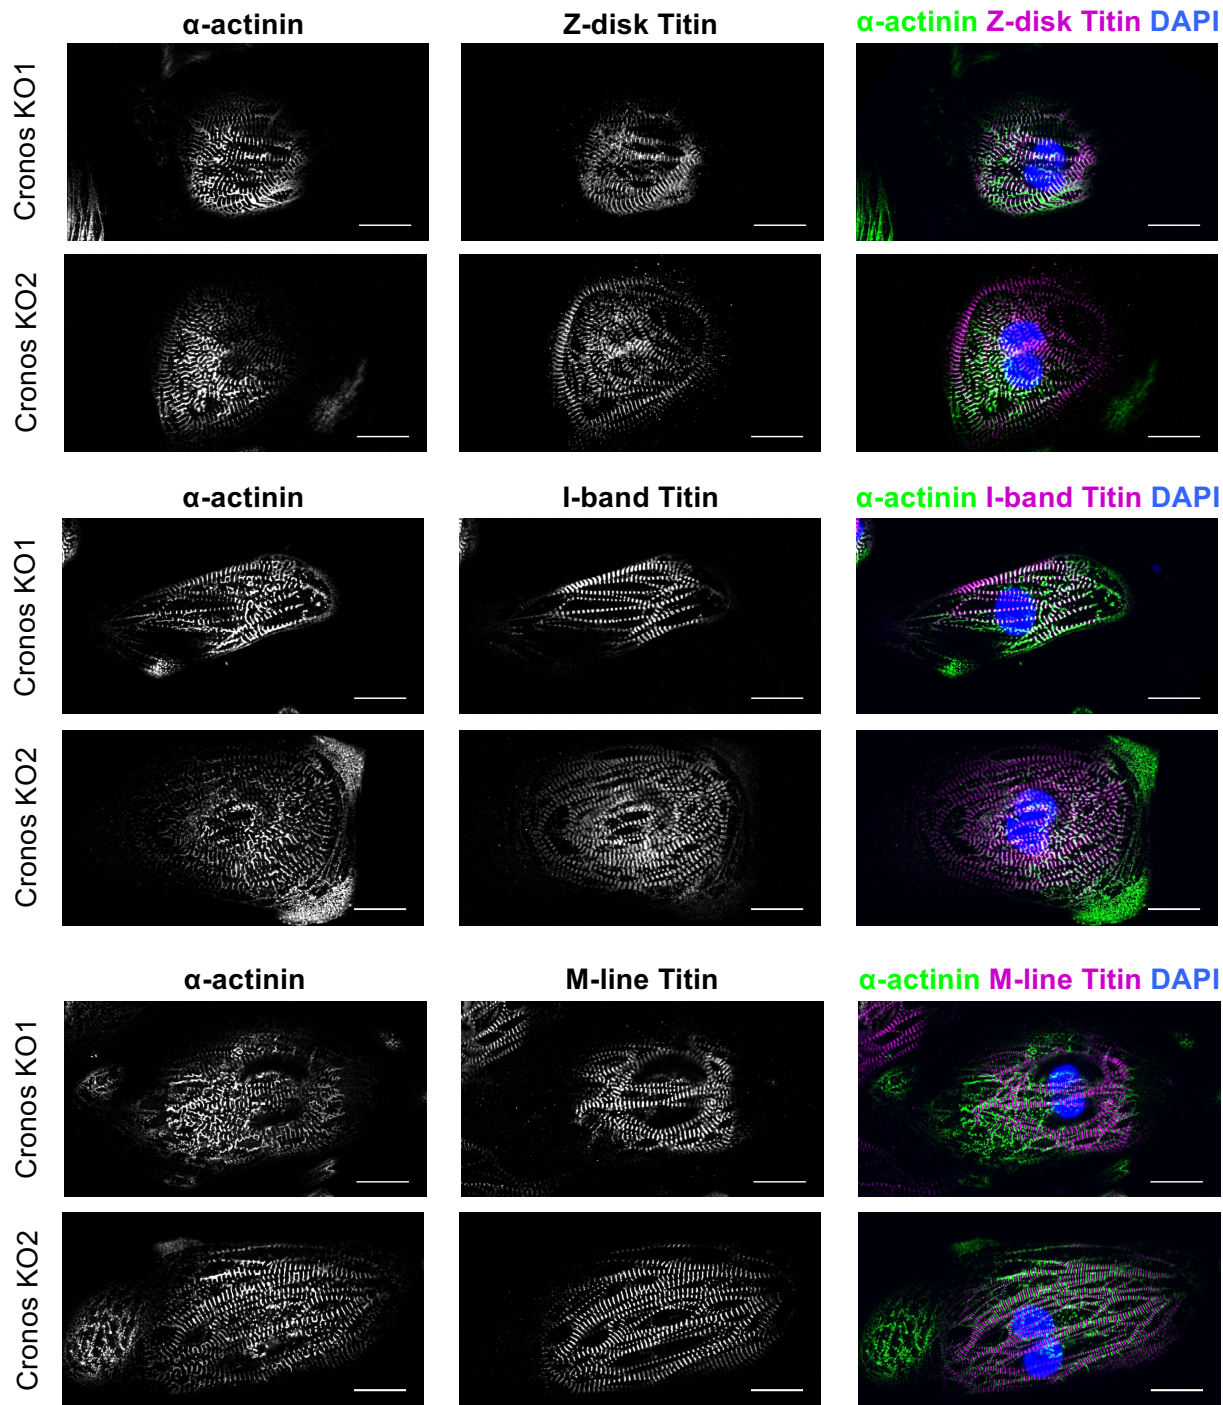 α-actinin
Z-disk Titin
α-actinin Z-disk Titin DAPI
Cronos KO1
Cronos KO2
α-actinin
I-band Titin
α-actinin I-band Titin DAPI
Cronos KO1
Cronos KO2
α-actinin
M-line Titin
α-actinin M-line Titin DAPI
Cronos KO1
Cronos KO2